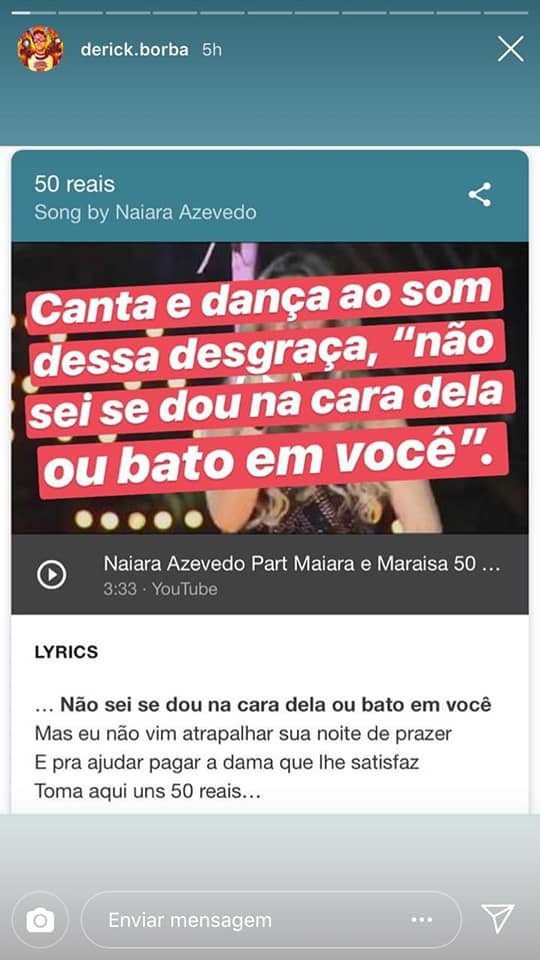 derick.borba 5h
50 reais
Song by Naiara Azevedo
Canta e dança ao som
dessa desgraça, “não
sei se dou na cara dela
ou bato em você”.
Naiara Azevedo Part Maiara e Maraisa 50 ...
3:33 · YouTube
LYRICS
... Não sei se dou na cara dela ou bato em você
Mas eu não vim atrapalhar sua noite de prazer
E pra ajudar pagar a dama que lhe satisfaz
Toma aqui uns 50 reais...
Enviar mensagem